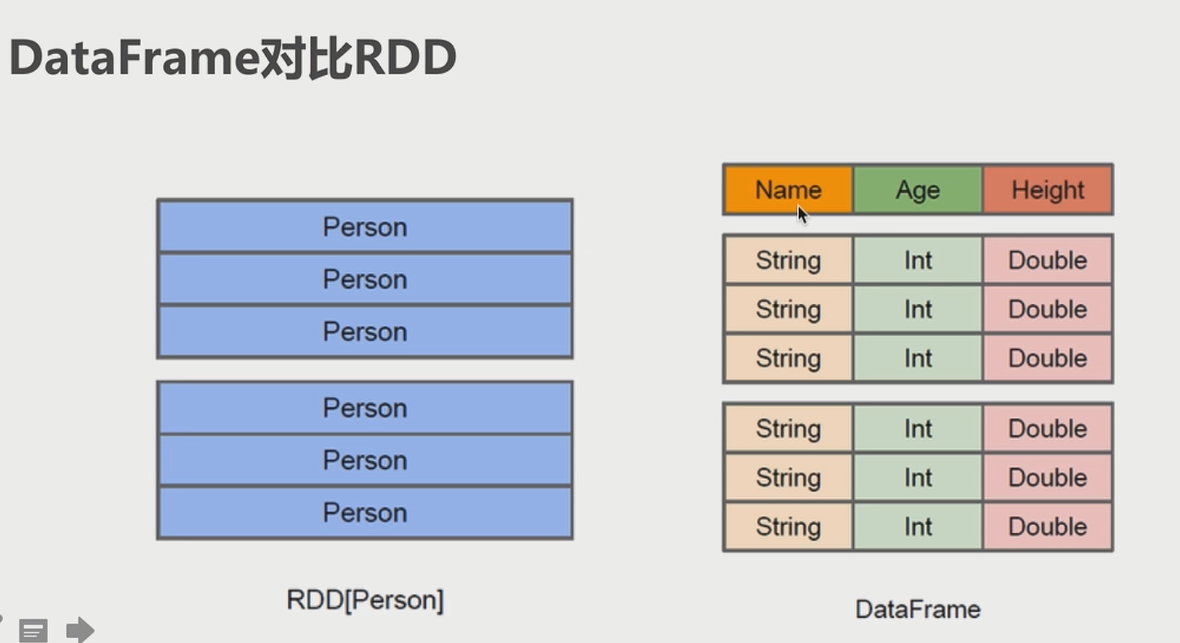 DataFrame对比RDD
Person
Person
Person
Person
Person
Person
RDD[Person]
Name Age Height
String Int Double
String Int Double
String Int Double
String Int Double
String Int Double
String Int Double
DataFrame